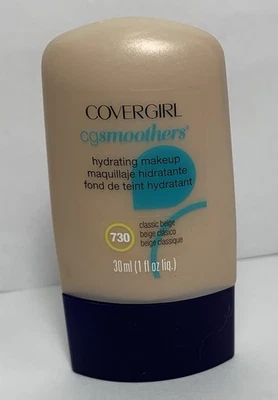 COVERGIRL
cgsmoothers®
hydrating makeup
maquillaje hidratante
fond de teint hydratant
classic beige
730 beige clásico
beige classique
30 ml (1 fl oz liq.)